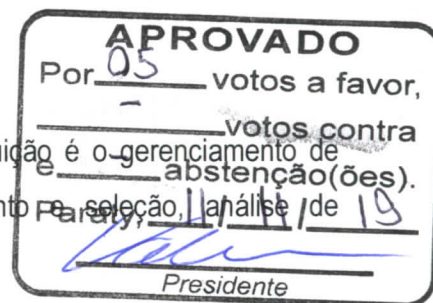 APROVADO
Por 05 votos a favor,
- votos contra
uição é o gerenciamento de
e - abstenção(ões).
nto e seleção, análise de
Paraty, 11/11/19
Presidente